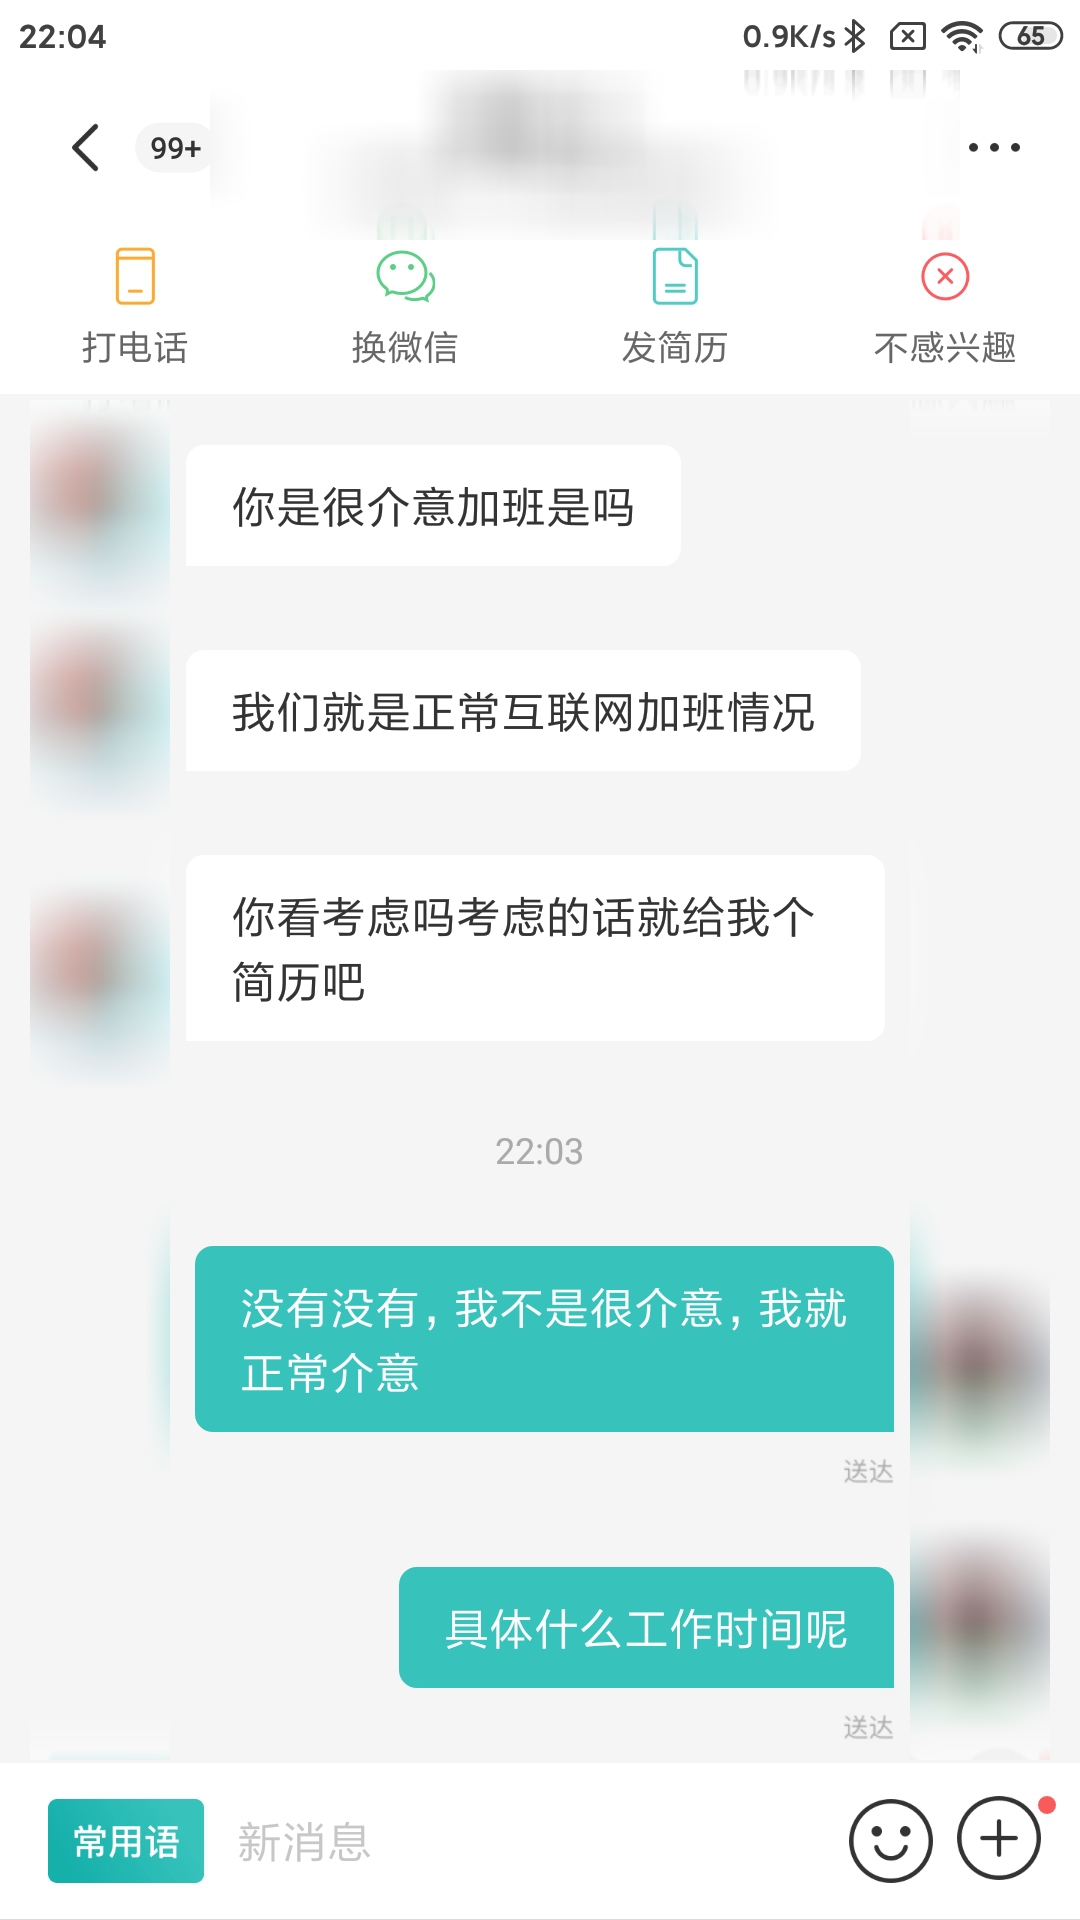 22:04
0.9K/s
65
99+
打电话
换微信
发简历
不感兴趣
你是很介意加班是吗
我们就是正常互联网加班情况
你看考虑吗考虑的话就给我个
简历吧
22:03
没有没有，我不是很介意，我就
正常介意
送达
具体什么工作时间呢
送达
常用语
新消息